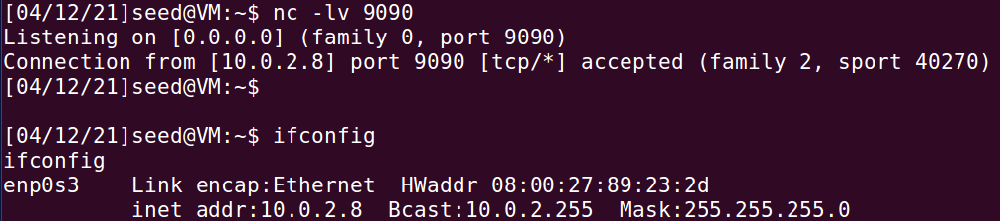 [04/12/21]seed@VM:~$ nc -lv 9090
Listening on [0.0.0.0] (family 0, port 9090)
Connection from [10.0.2.8] port 9090 [tcp/*] accepted (family 2, sport 40270)
[04/12/21]seed@VM:~$
[04/12/21]seed@VM:~$ ifconfig
ifconfig
enp0s3    Link encap:Ethernet  HWaddr 08:00:27:89:23:2d
          inet addr:10.0.2.8  Bcast:10.0.2.255  Mask:255.255.255.0